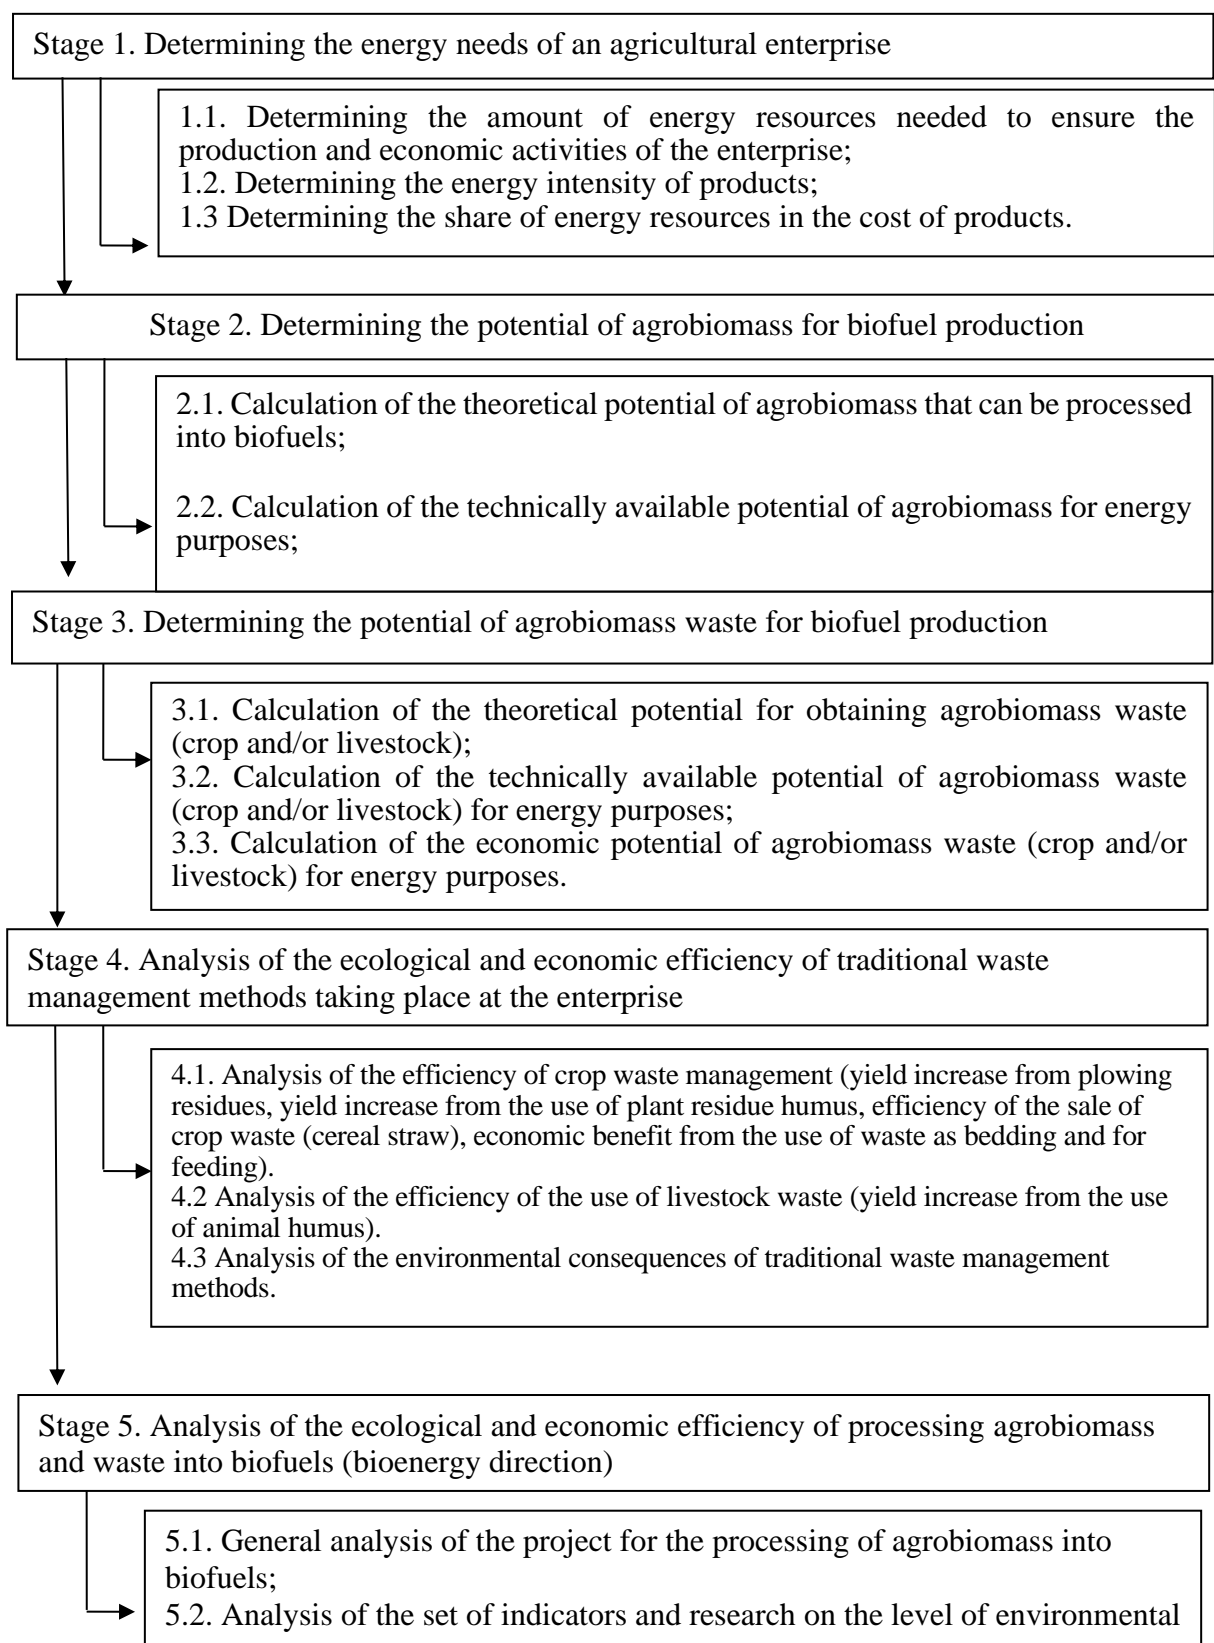 Stage 1. Determining the energy needs of an agricultural enterprise
1.1. Determining the amount of energy resources needed to ensure the
production and economic activities of the enterprise;
1.2. Determining the energy intensity of products;
1.3 Determining the share of energy resources in the cost of products.
Stage 2. Determining the potential of agrobiomass for biofuel production
2.1. Calculation of the theoretical potential of agrobiomass that can be processed
into biofuels;
2.2. Calculation of the technically available potential of agrobiomass for energy
purposes;
Stage 3. Determining the potential of agrobiomass waste for biofuel production
3.1. Calculation of the theoretical potential for obtaining agrobiomass waste
(crop and/or livestock);
3.2. Calculation of the technically available potential of agrobiomass waste
(crop and/or livestock) for energy purposes;
3.3. Calculation of the economic potential of agrobiomass waste (crop and/or
livestock) for energy purposes.
Stage 4. Analysis of the ecological and economic efficiency of traditional waste
management methods taking place at the enterprise
4.1. Analysis of the efficiency of crop waste management (yield increase from plowing
residues, yield increase from the use of plant residue humus, efficiency of the sale of
crop waste (cereal straw), economic benefit from the use of waste as bedding and for
feeding).
4.2 Analysis of the efficiency of the use of livestock waste (yield increase from the use
of animal humus).
4.3 Analysis of the environmental consequences of traditional waste management
methods.
Stage 5. Analysis of the ecological and economic efficiency of processing agrobiomass
and waste into biofuels (bioenergy direction)
5.1. General analysis of the project for the processing of agrobiomass into
biofuels;
5.2. Analysis of the set of indicators and research on the level of environmental